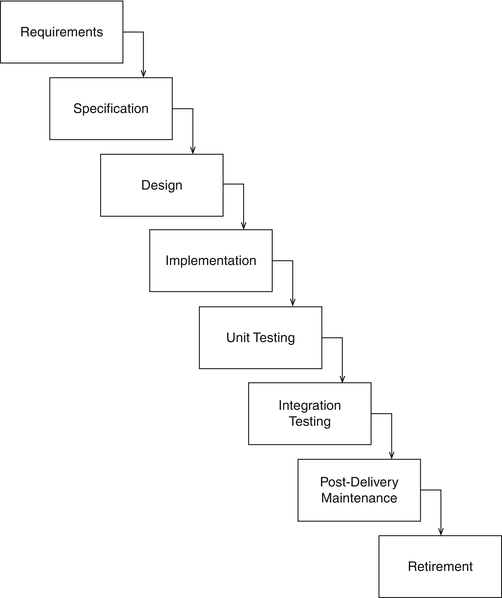 Requirements
Specification
Design
Implementation
Unit Testing
Integration
Testing
Post-Delivery
Maintenance
Retirement